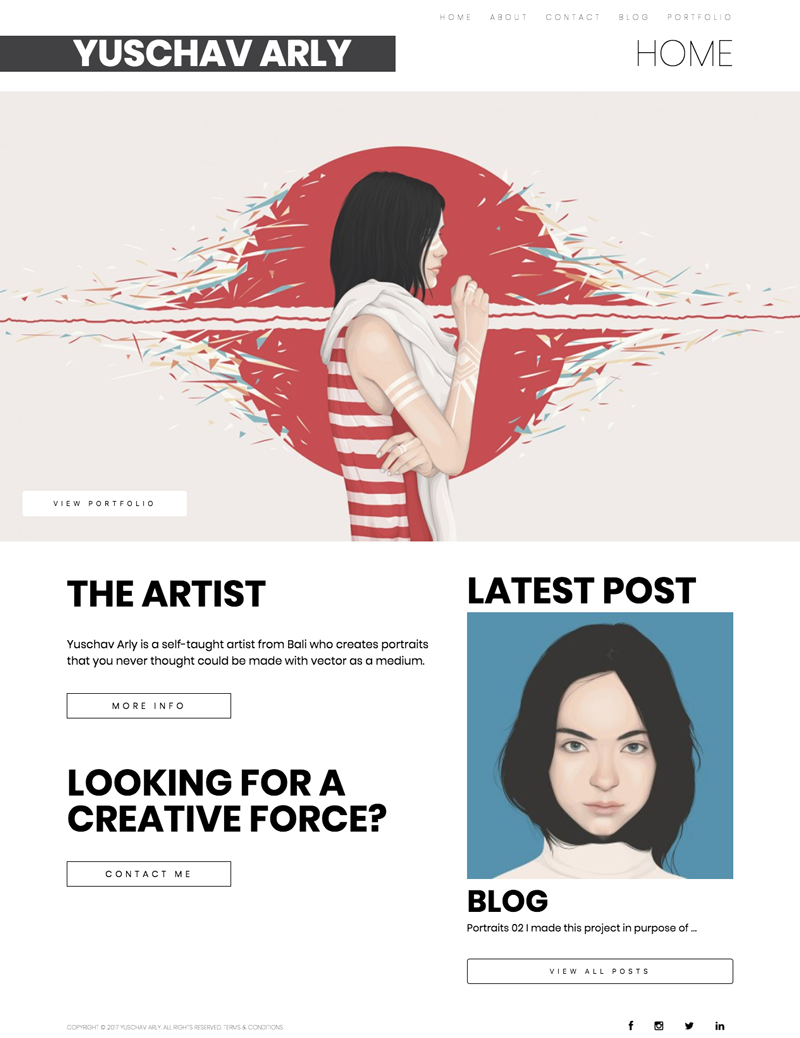 HOME ABOUT CONTACT BLOG PORTFOLIO
YUSCHAV ARLY
HOME
VIEW PORTFOLIO
THE ARTIST
Yuschav Arly is a self-taught artist from Bali who creates portraits
that you never thought could be made with vector as a medium.
MORE INFO
LOOKING FOR A
CREATIVE FORCE?
CONTACT ME
LATEST POST
BLOG
Portraits 02 I made this project in purpose of ...
VIEW ALL POSTS
COPYRIGHT © 2017 YUSCHAV ARLY. ALL RIGHTS RESERVED. TERMS & CONDITIONS